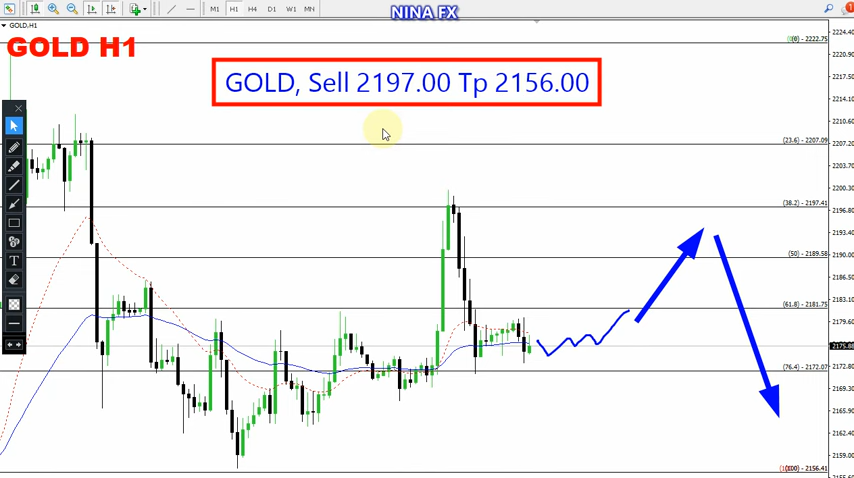 M1 H1 H4 D1 W1 MN
NINA FX
GOLD,H1
GOLD H1
GOLD, Sell 2197.00 Tp 2156.00
(0) - 2222.75
(23.6) - 2207.09
(38.2) - 2197.41
(50) - 2189.58
(61.8) - 2181.75
(76.4) - 2172.07
(100) - 2156.41
2224.40
2220.90
2217.50
2214.10
2210.60
2207.20
2203.70
2200.30
2196.80
2193.40
2190.00
2186.50
2183.10
2179.60
2175.88
2172.80
2169.30
2165.90
2162.40
2159.00
T